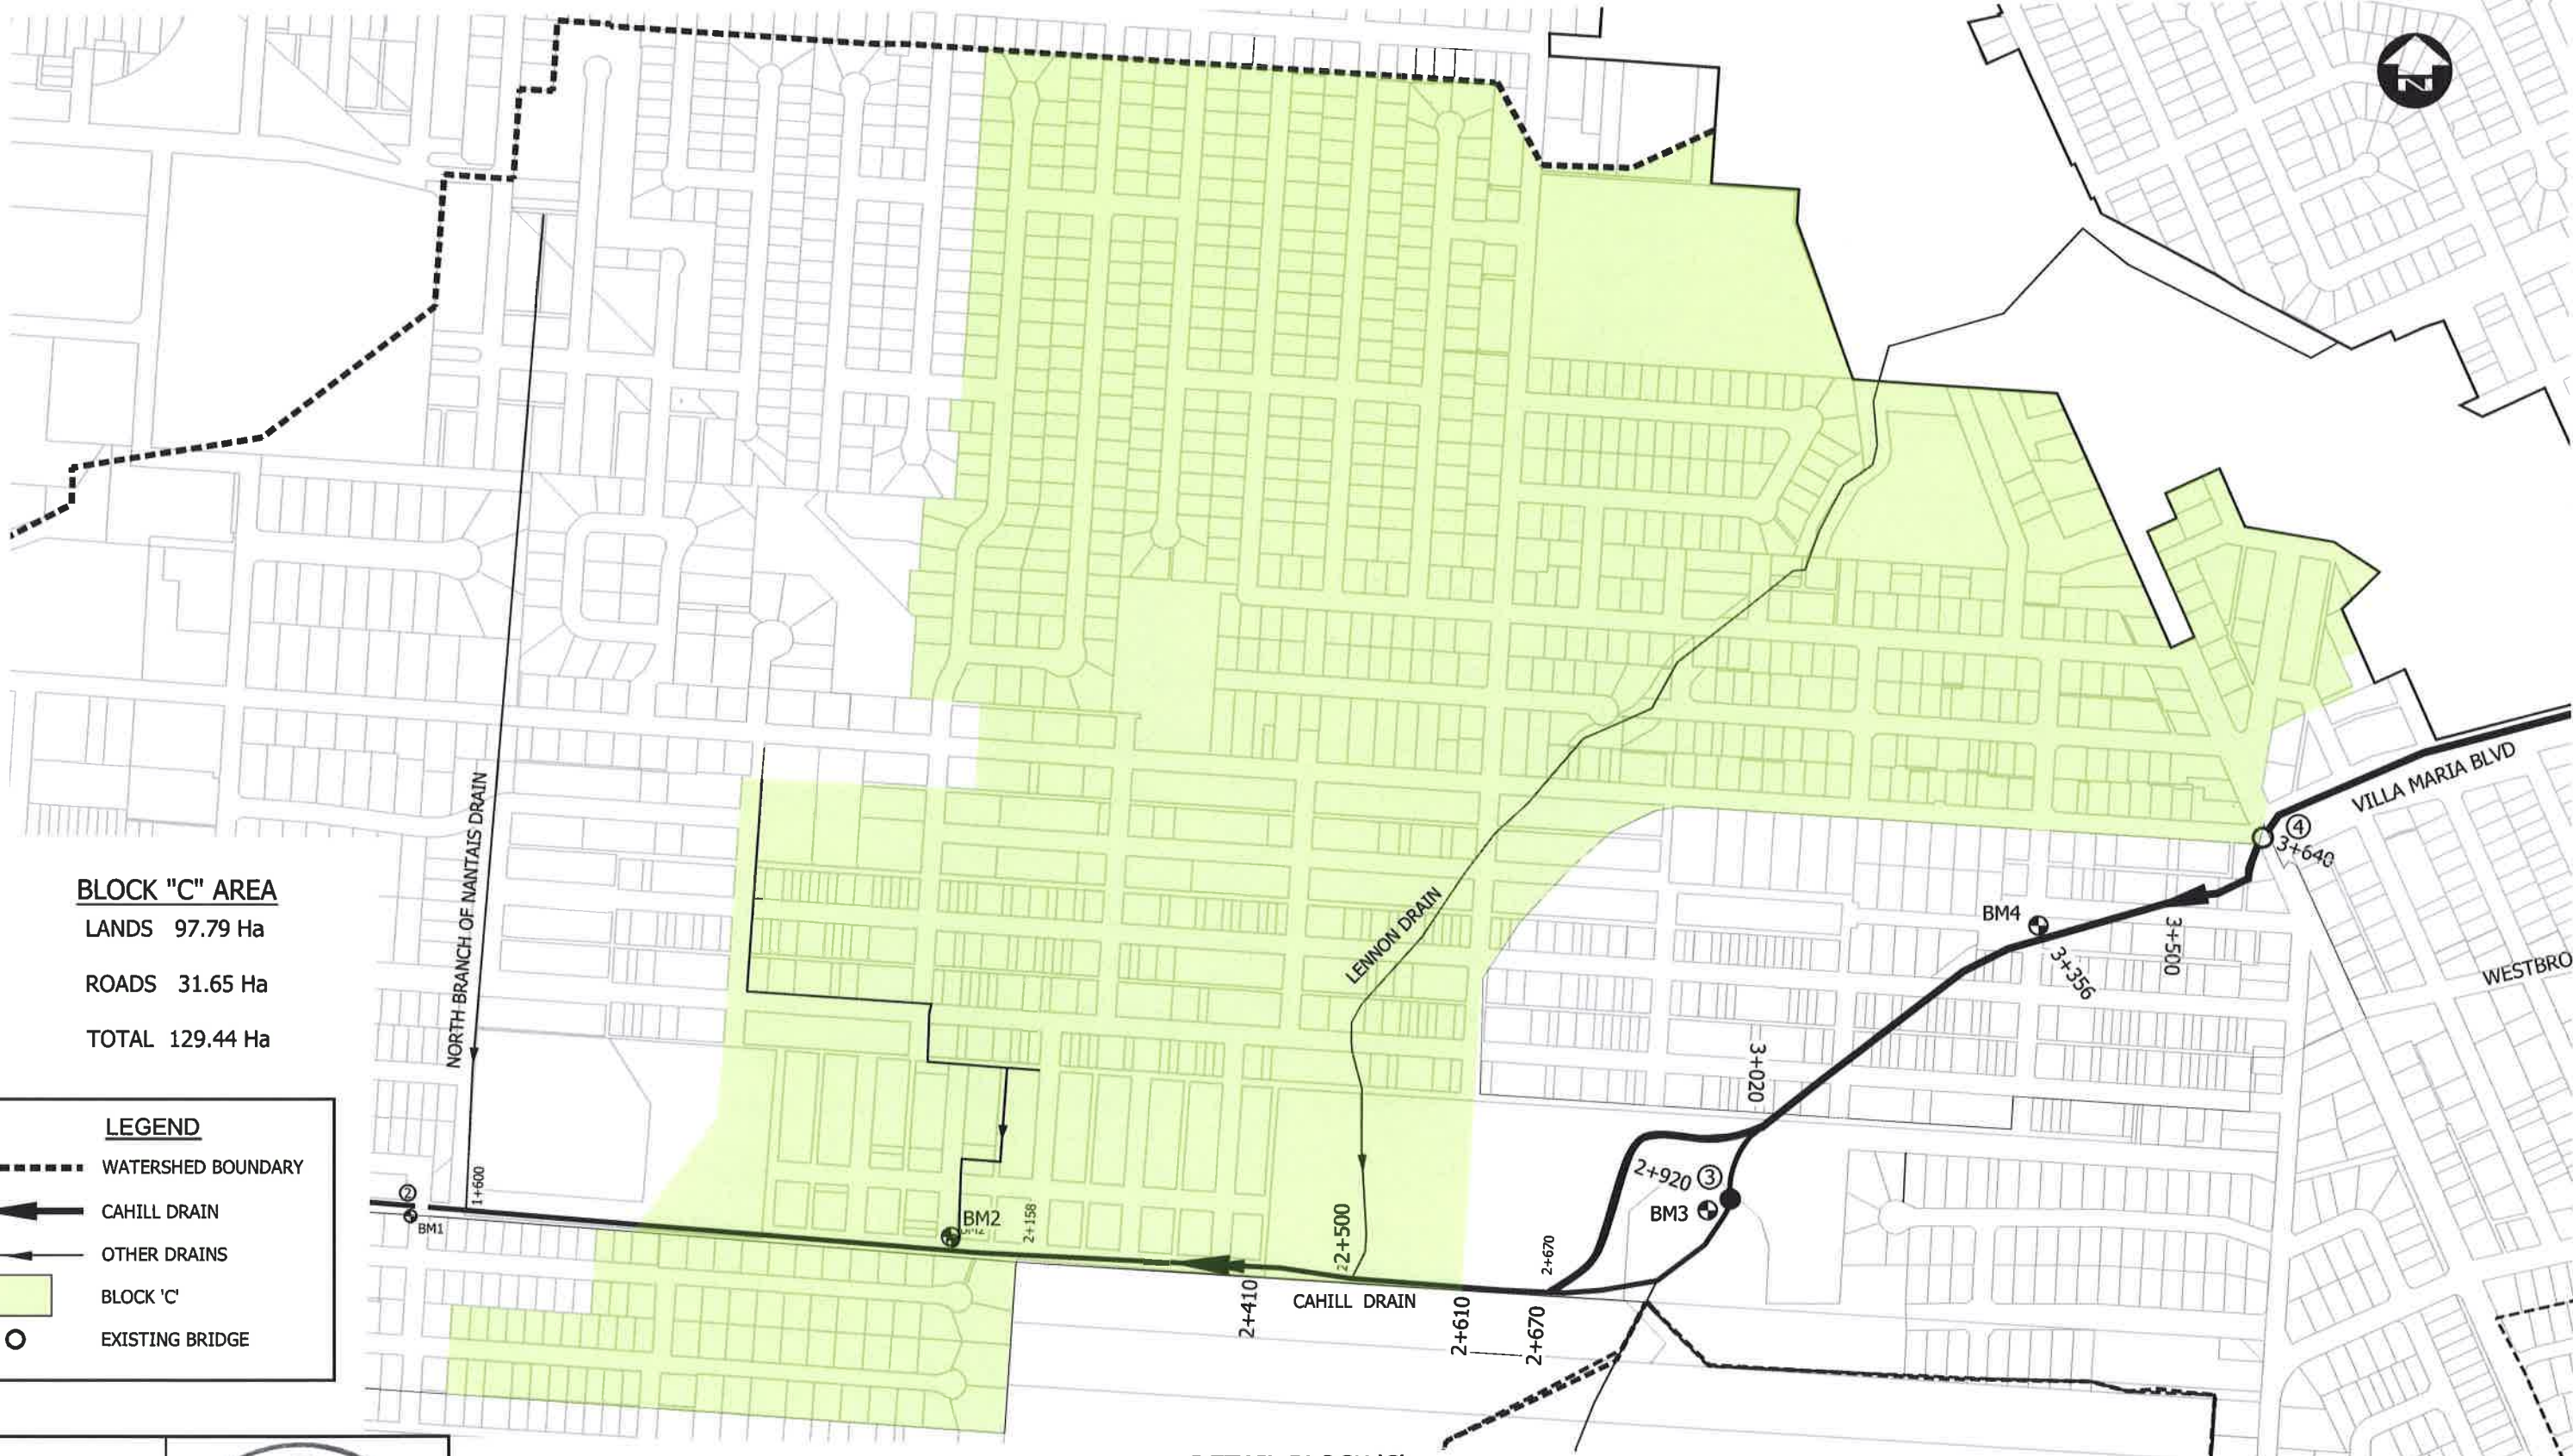 N
VILLA MARIA BLVD
④
3+640
BLOCK "C" AREA
LANDS 97.79 Ha
ROADS 31.65 Ha
TOTAL 129.44 Ha
NORTH BRANCH OF NANTAIS DRAIN
LENNON DRAIN
BM4
3+356
3+500
WESTBRO
3+020
LEGEND
WATERSHED BOUNDARY
CAHILL DRAIN
OTHER DRAINS
BLOCK 'C'
EXISTING BRIDGE
②
BM1
1+600
BM2
2+158
2+410
2+500
CAHILL DRAIN
2+610
2+670
2+670
2+920
③
BM3